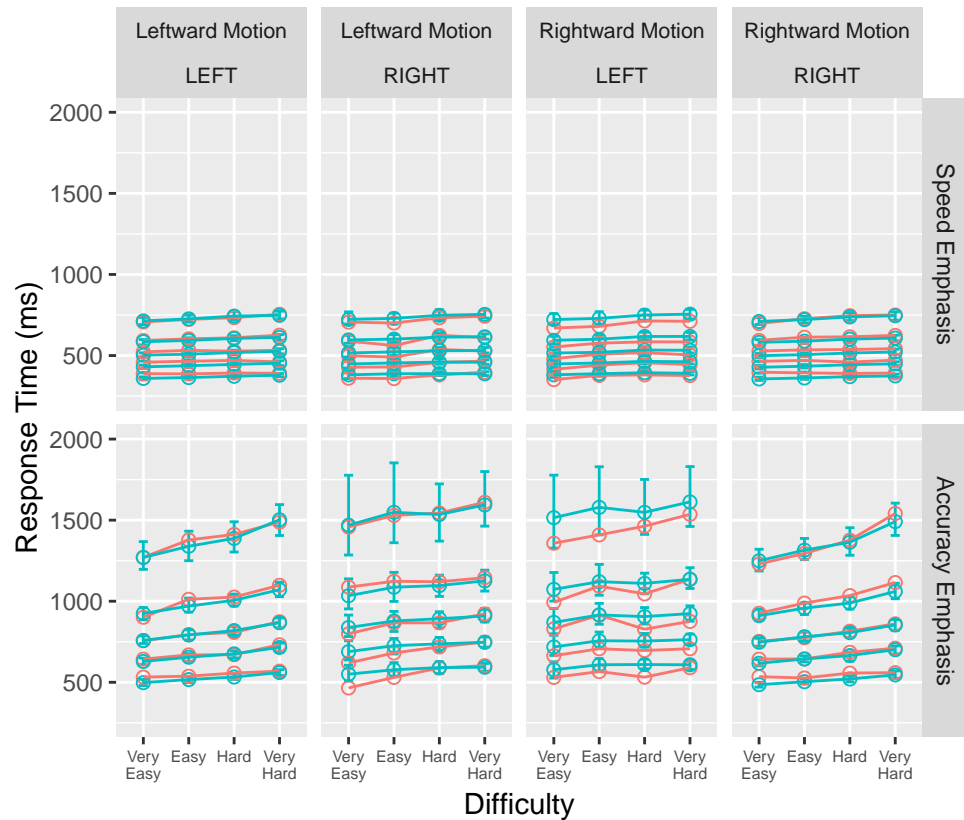 Leftward Motion
LEFT
Leftward Motion
RIGHT
Rightward Motion
LEFT
Rightward Motion
RIGHT
2000
1500
1000
500
Speed Emphasis
2000
1500
1000
500
Accuracy Emphasis
Response Time (ms)
Very Easy
Easy
Hard
Very Hard
Very Easy
Easy
Hard
Very Hard
Very Easy
Easy
Hard
Very Hard
Very Easy
Easy
Hard
Very Hard
Difficulty